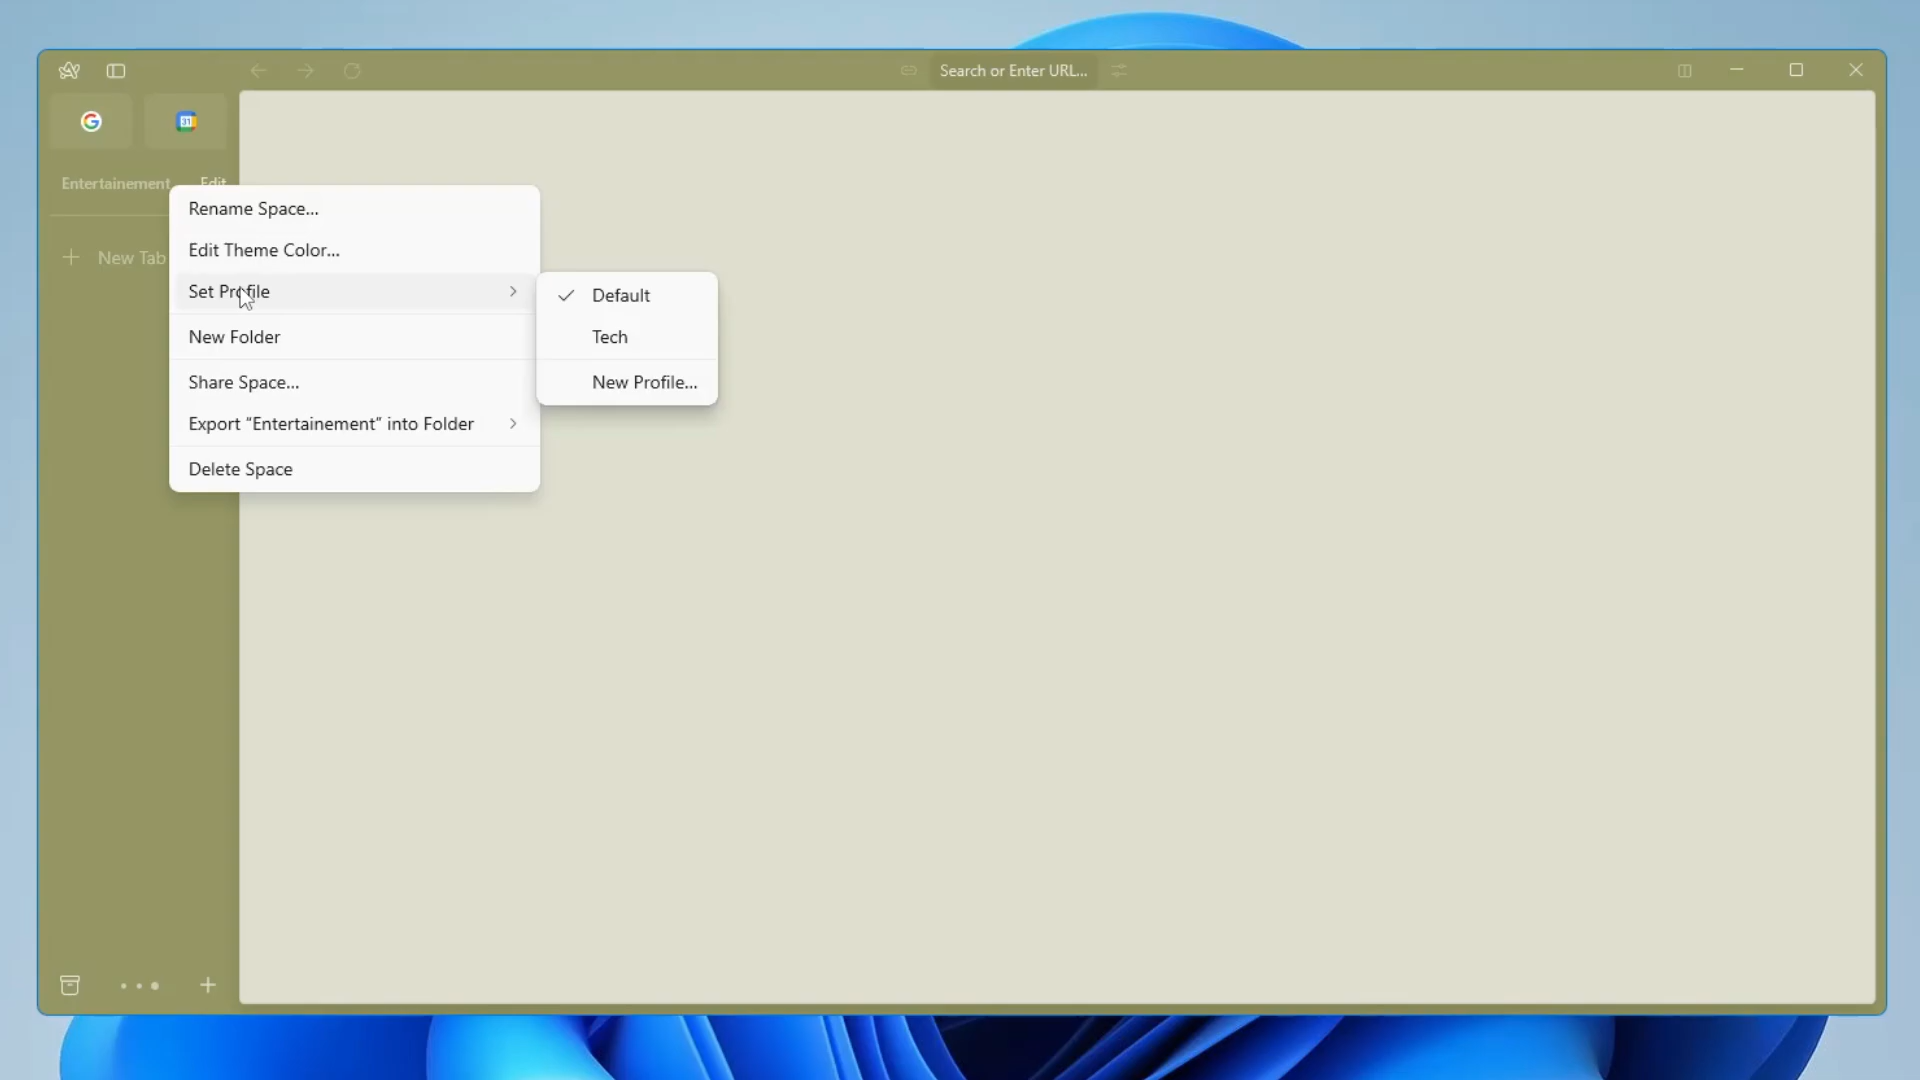 Search or Enter URL...
31
Entertainement
Edit
Rename Space...
Edit Theme Color...
New Tab
Set Profile
Default
Tech
New Profile...
New Folder
Share Space...
Export “Entertainement” into Folder
Delete Space